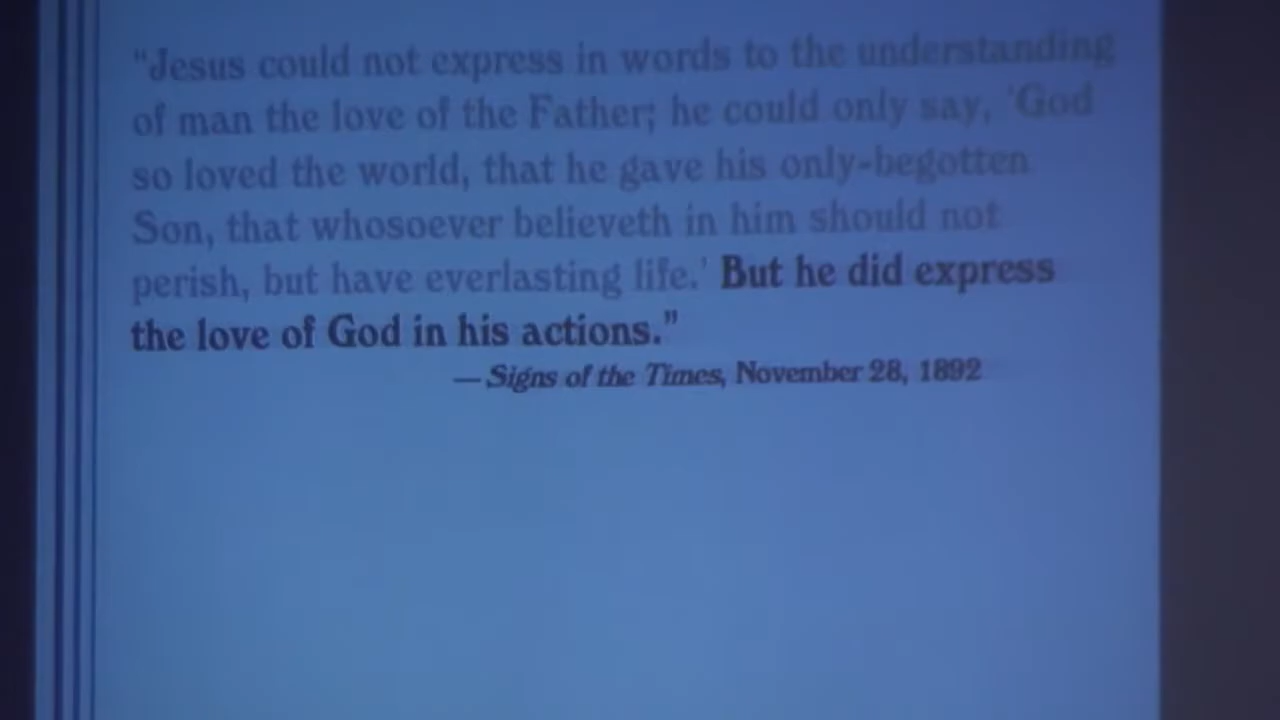 "Jesus could not express in words to the understanding
of man the love of the Father; he could only say, 'God
so loved the world, that he gave his only-begotten
Son, that whosoever believeth in him should not
perish, but have everlasting life.' But he did express
the love of God in his actions."
— Signs of the Times, November 28, 1892